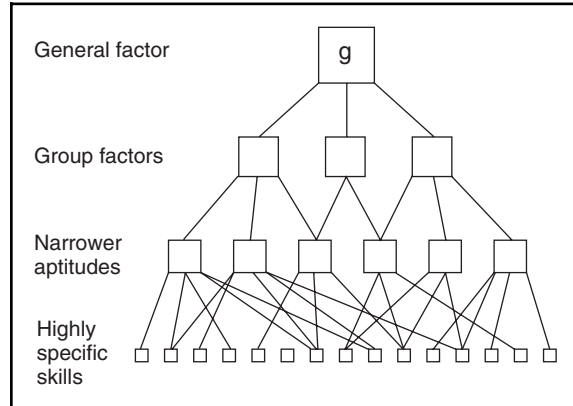 General factor
g
Group factors
Narrower
aptitudes
Highly
specific
skills